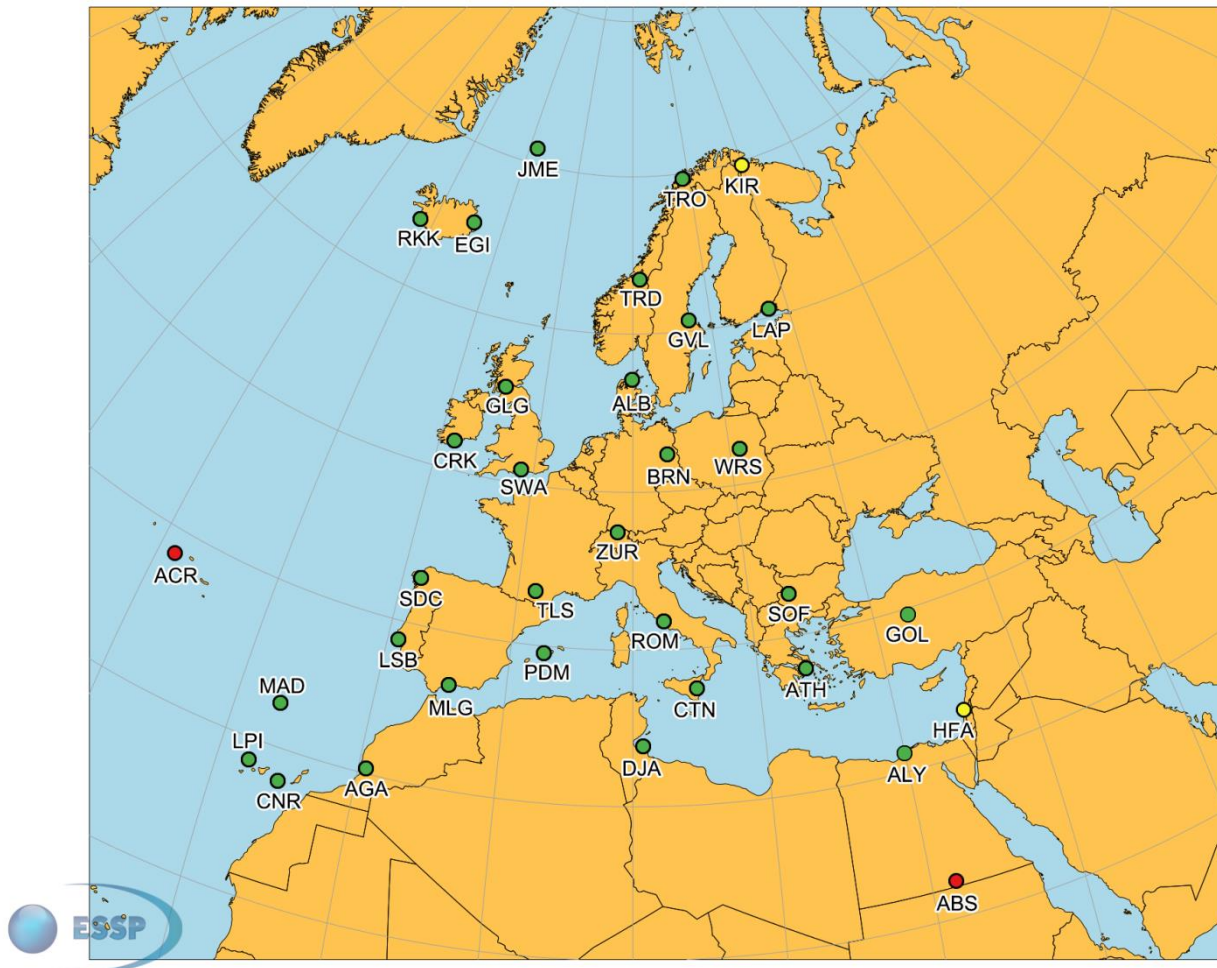 JME
TRO
KIR
RKK
EGI
TRD
GVL
LAP
GLG
ALB
CRK
SWA
BRN
WRS
ZUR
ACR
SDC
TLS
SOF
GOL
ROM
LSB
PDM
ATH
MAD
MLG
CTN
HFA
LPI
DJA
ALY
CNR
AGA
ABS
ESSP